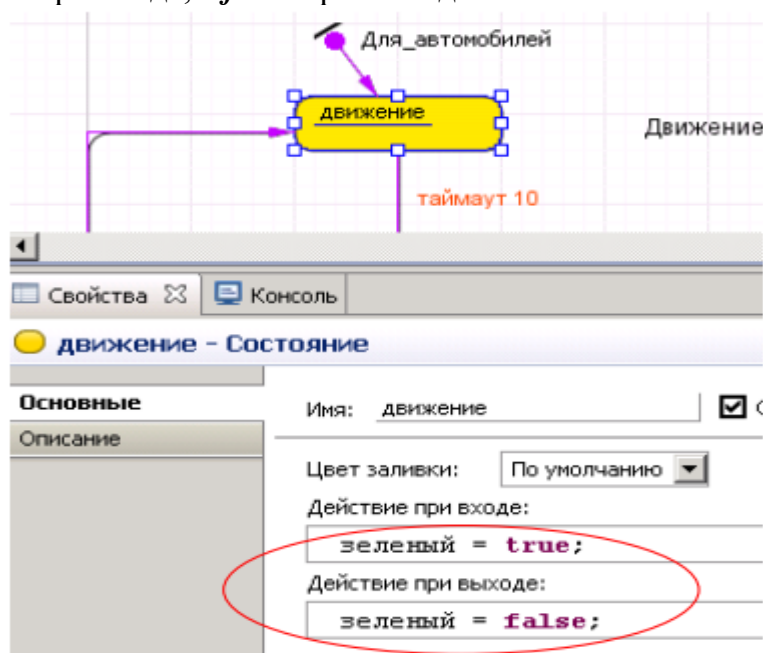 Для_автомобилей
движение
Движение
таймаут 10
Свойства Консоль
движение - Состояние
Основные
Описание
Имя: движение
Цвет заливки: По умолчанию
Действие при входе:
зеленый = true;
Действие при выходе:
зеленый = false;